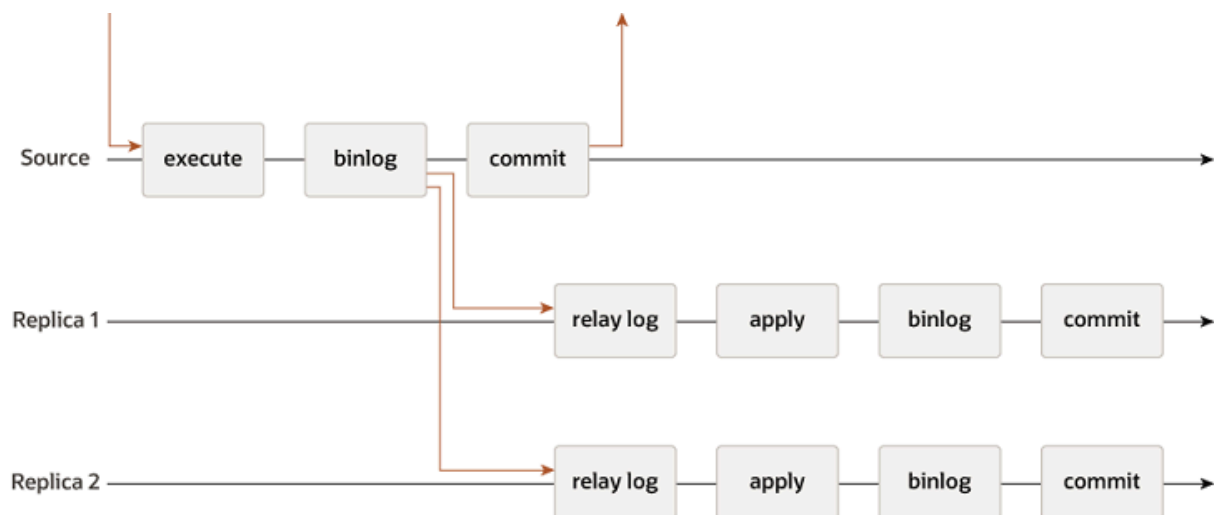 Source execute binlog commit
Replica 1 relay log apply binlog commit
Replica 2 relay log apply binlog commit